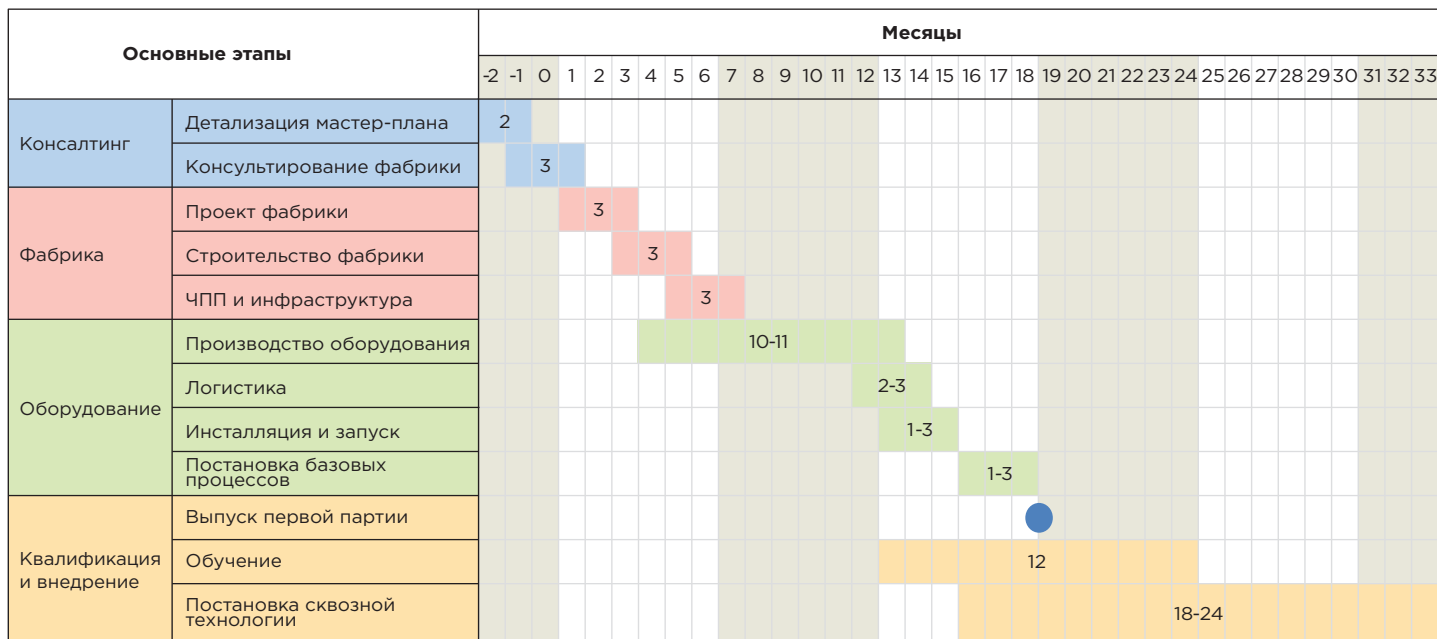 Основные этапы
Месяцы
-2 -1 0 1 2 3 4 5 6 7 8 9 10 11 12 13 14 15 16 17 18 19 20 21 22 23 24 25 26 27 28 29 30 31 32 33
Консалтинг
Детализация мастер-плана
2
Консультирование фабрики
3
Фабрика
Проект фабрики
3
Строительство фабрики
3
ЧПП и инфраструктура
3
Оборудование
Производство оборудования
10-11
Логистика
2-3
Инсталляция и запуск
1-3
Постановка базовых
процессов
1-3
Квалификация
и внедрение
Выпуск первой партии
Обучение
12
Постановка сквозной
технологии
18-24